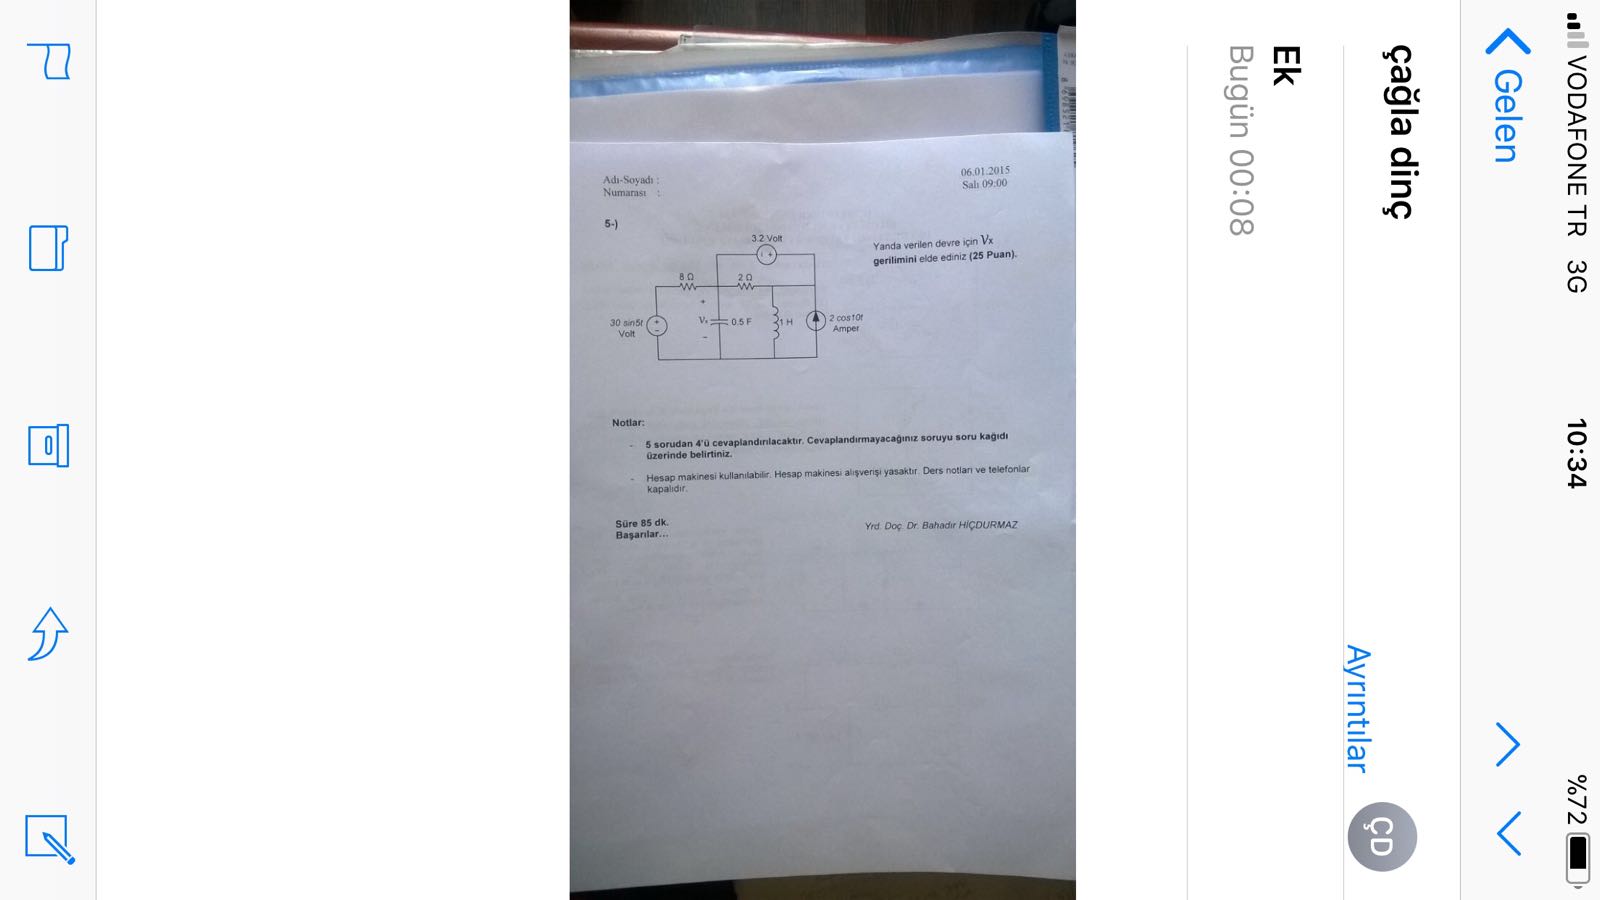 VODAFONE TR 3G 10:34 %72
Gelen
çağla dinç
Ayrıntılar
ÇD
Ek
Bugün 00:08
Adı-Soyadı :
Numarası :
06.01.2015
Salı 09:00
5-)
Yanda verilen devre için Vx
gerilimini elde ediniz (25 Puan).
3.2 Volt
- +
8 Ω
2 Ω
30 sin5t
Volt
+
−
+
Vx
-
0.5 F
1 H
2 cos10t
Amper
Notlar:
- 5 sorudan 4'ü cevaplandırılacaktır. Cevaplandırmayacağınız soruyu soru kağıdı
üzerinde belirtiniz.
- Hesap makinesi kullanılabilir. Hesap makinesi alışverişi yasaktır. Ders notları ve telefonlar
kapalıdır.
Süre 85 dk.
Başarılar...
Yrd. Doç. Dr. Bahadır HİÇDURMAZ